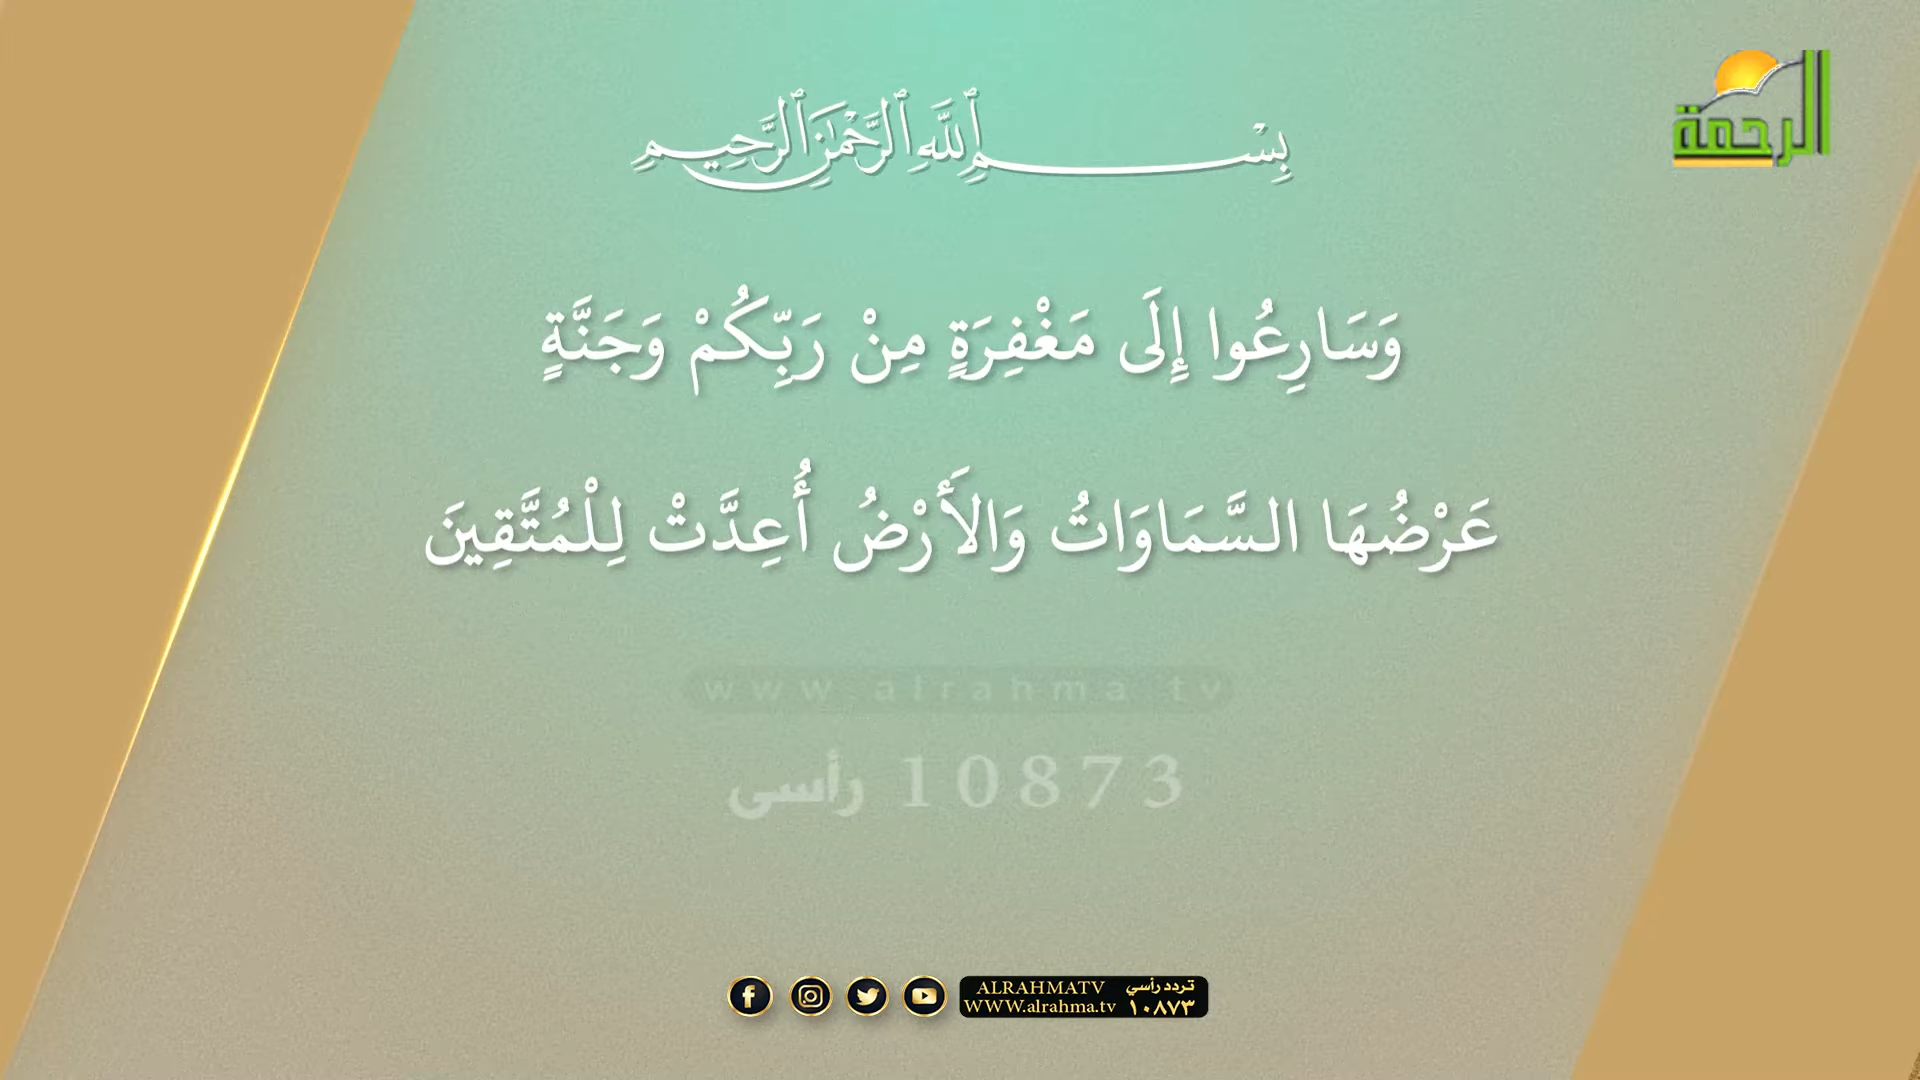 الرحمة
بِسْمِ ٱللَّهِ ٱلرَّحْمَٰنِ ٱلرَّحِيمِ
وَسَارِعُوا إِلَى مَغْفِرَةٍ مِنْ رَبِّكُمْ وَجَنَّةٍ
عَرْضُهَا السَّمَاوَاتُ وَالأَرْضُ أُعِدَّتْ لِلْمُتَّقِينَ
www alrahma tv
10873 رأسى
ALRAHMATV تردد رأسي
WWW.alrahma.tv ١٠٨٧٣